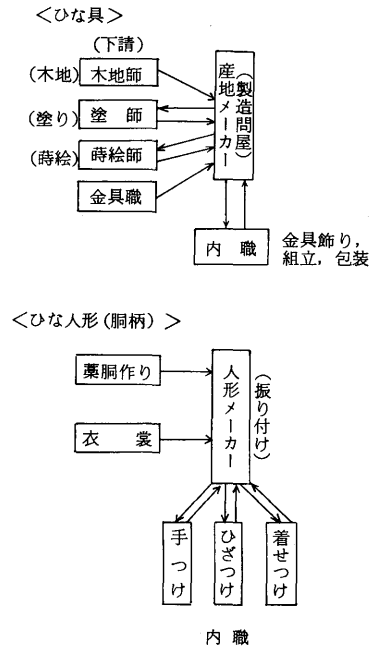 ＜ひな具＞
(下請)
(木地) 木地師
(塗り) 塗師
(蒔絵) 蒔絵師
金具職
産地メーカー
(製造問屋)
内職
金具飾り，
組立，包装
＜ひな人形(胴柄)＞
藁胴作り
衣裳
人形メーカー
(振り付け)
手つけ
ひざつけ
着せつけ
内職